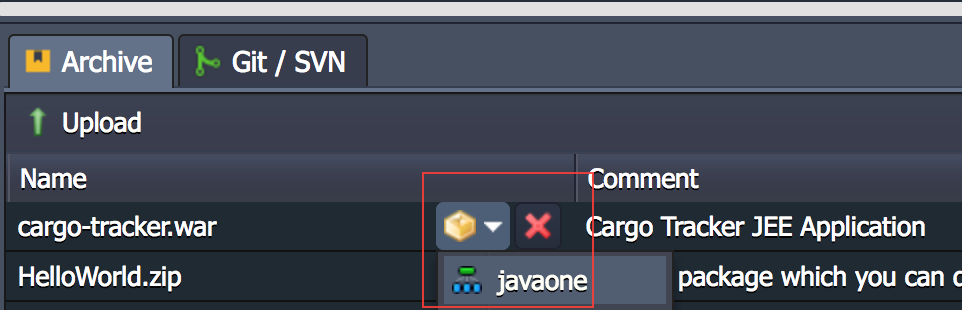 Archive Git / SVN
Upload
Name Comment
cargo-tracker.war Cargo Tracker JEE Application
HelloWorld.zip package which you can
javaone